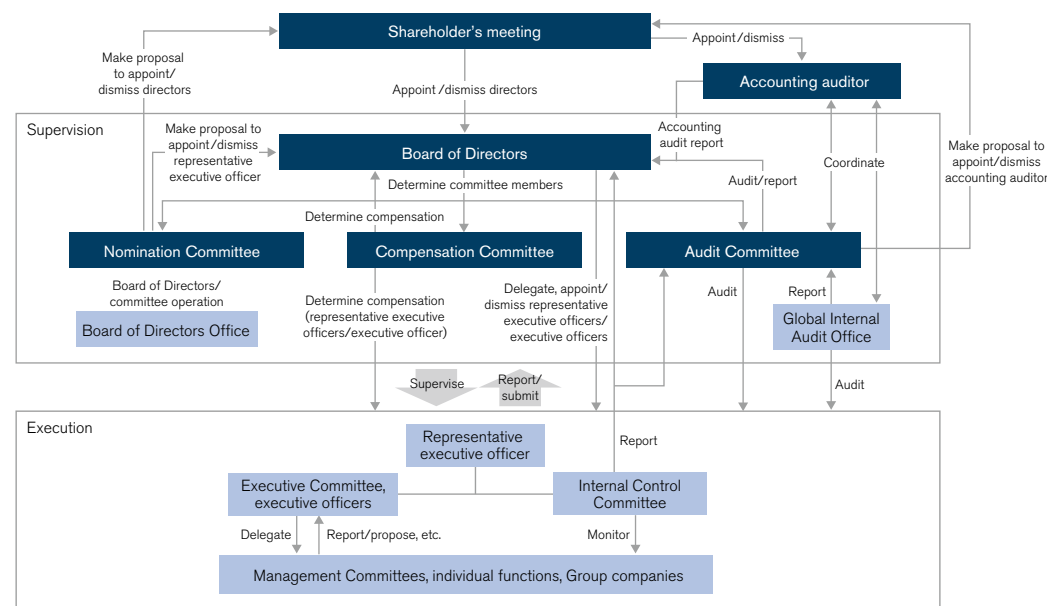 Shareholder's meeting
Appoint/dismiss
Make proposal
to appoint/
dismiss directors
Appoint/dismiss directors
Accounting auditor
Supervision
Make proposal to
appoint/dismiss
representative
executive officer
Accounting
audit report
Board of Directors
Coordinate
Make proposal to
appoint/dismiss
accounting auditor
Determine committee members
Audit/report
Determine compensation
Nomination Committee
Compensation Committee
Audit Committee
Board of Directors/
committee operation
Board of Directors Office
Determine compensation
(representative executive
officers/executive officer)
Delegate, appoint/
dismiss representative
executive officers/
executive officers
Audit
Report
Global Internal
Audit Office
Supervise
Report/
submit
Audit
Execution
Representative
executive officer
Report
Executive Committee,
executive officers
Internal Control
Committee
Delegate
Report/propose, etc.
Monitor
Management Committees, individual functions, Group companies